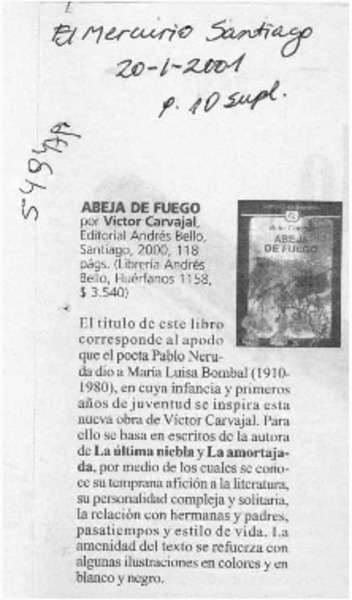 El Mercurio Santiago
20-1-2001
p. 10 supl.
ABEJA DE FUEGO
por Víctor Carvajal,
Editorial Andrés Bello,
Santiago, 2000, 118
págs. (Librería Andrés
Bello, Huérfanos 1158,
$ 3.540)
ABEJA
DE FUEGO
El título de este libro
corresponde al apodo
que el poeta Pablo Neru-
da dio a María Luisa Bombal (1910-
1980), en cuya infancia y primeros
años de juventud se inspira esta
nueva obra de Víctor Carvajal. Para
ello se basa en escritos de la autora
de La última niebla y La amortaja-
da, por medio de los cuales se cono-
ce su temprana afición a la literatura,
su personalidad compleja y solitaria,
la relación con hermanas y padres,
pasatiempos y estilo de vida. La
amenidad del texto se refuerza con
algunas ilustraciones en colores y en
blanco y negro.